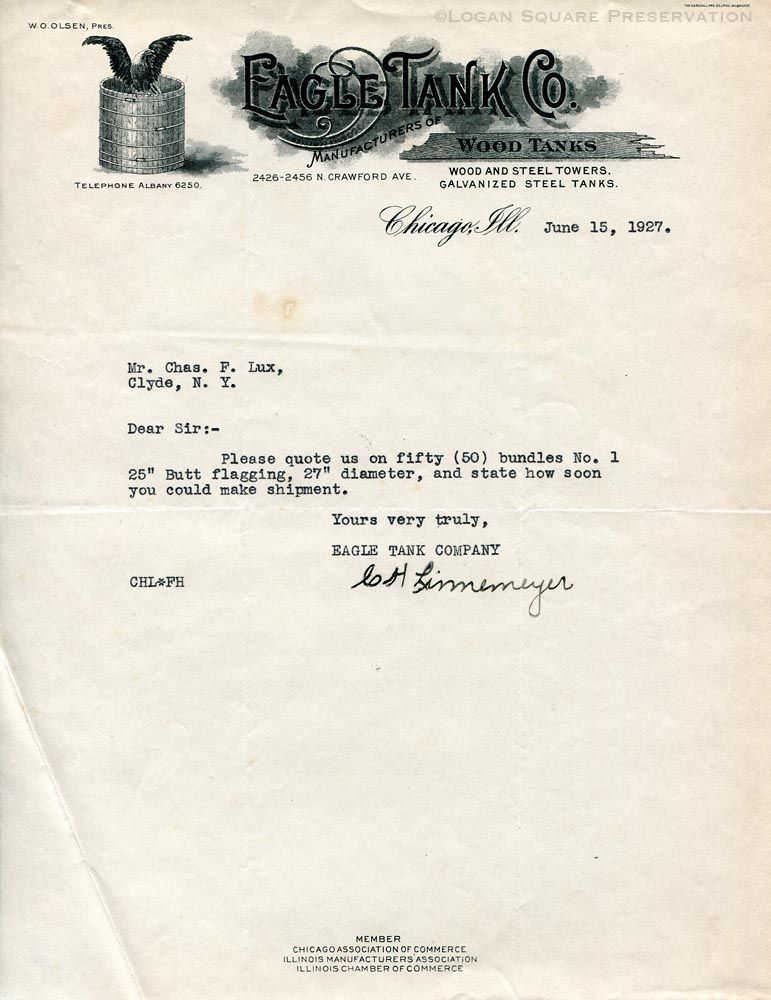 ©Logan Square Preservation
W.O. Olsen, Pres.
Eagle Tank Co.
Manufacturers of
Wood Tanks
Wood and Steel Towers.
Galvanized Steel Tanks.
2426-2456 N. Crawford Ave.
Telephone Albany 6250.
Chicago, Ill. June 15, 1927.
Mr. Chas. F. Lux,
Clyde, N. Y.
Dear Sir:-
Please quote us on fifty (50) bundles No. 1
25" Butt flagging, 27" diameter, and state how soon
you could make shipment.
Yours very truly,
EAGLE TANK COMPANY
CHL*FH
C H Linnemeyer
MEMBER
CHICAGO ASSOCIATION OF COMMERCE
ILLINOIS MANUFACTURERS ASSOCIATION
ILLINOIS CHAMBER OF COMMERCE